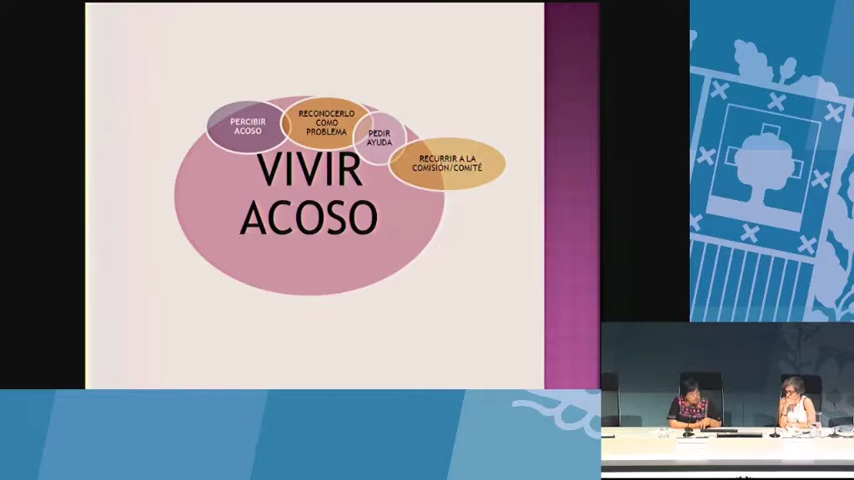 PERCIBIR
ACOSO
RECONOCERLO
COMO
PROBLEMA
PEDIR
AYUDA
RECURRIR A LA
COMISIÓN/COMITÉ
VIVIR
ACOSO